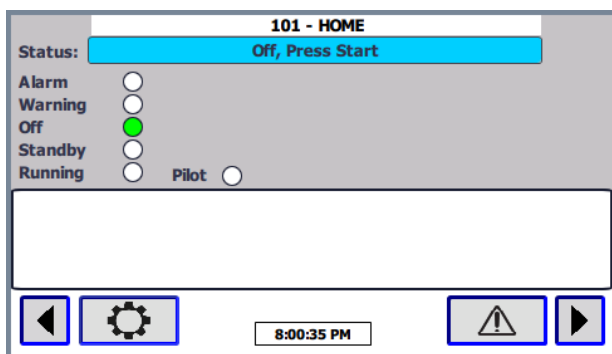 101 - HOME
Status: Off, Press Start
Alarm
Warning
Off
Standby
Running Pilot
8:00:35 PM